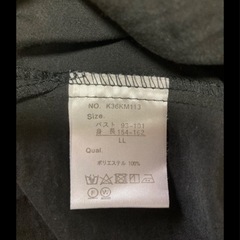 NO. K36KM113
Size:
バスト 93-101
身 長 154-162
LL
Qual
ポリエステル 100%